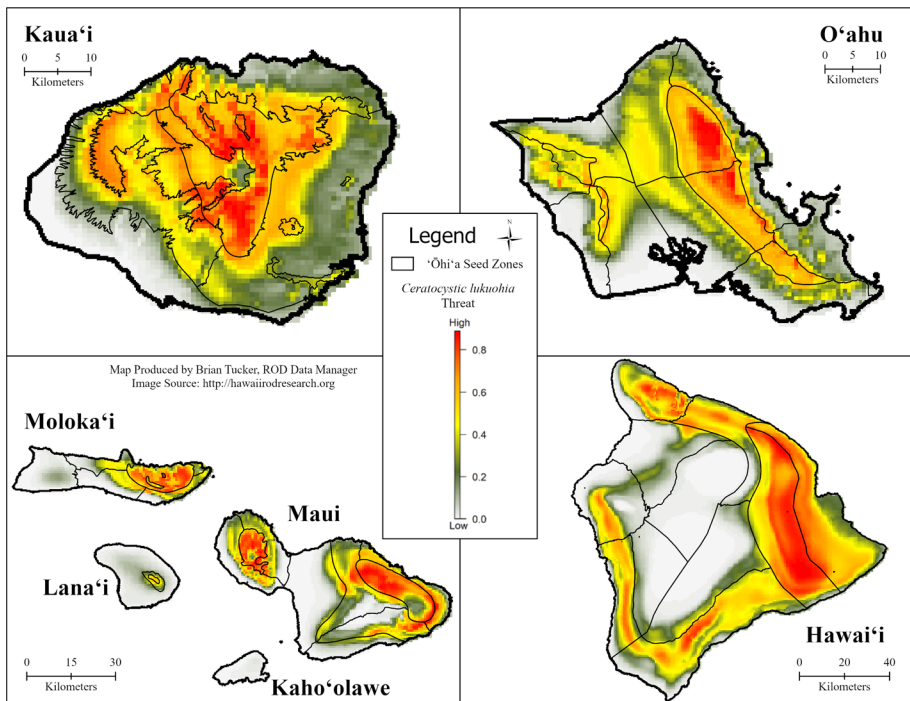 Kauaʻi
0 5 10
Kilometers
Oʻahu
0 5 10
Kilometers
Legend
N
ʻŌhiʻa Seed Zones
Ceratocystic lukuohia
Threat
High
0.8
0.6
0.4
0.2
0.0
Low
Map Produced by Brian Tucker, ROD Data Manager
Image Source: http://hawaiirodresearch.org
Molokaʻi
Maui
Lanaʻi
Kahoʻolawe
0 15 30
Kilometers
Hawaiʻi
0 20 40
Kilometers